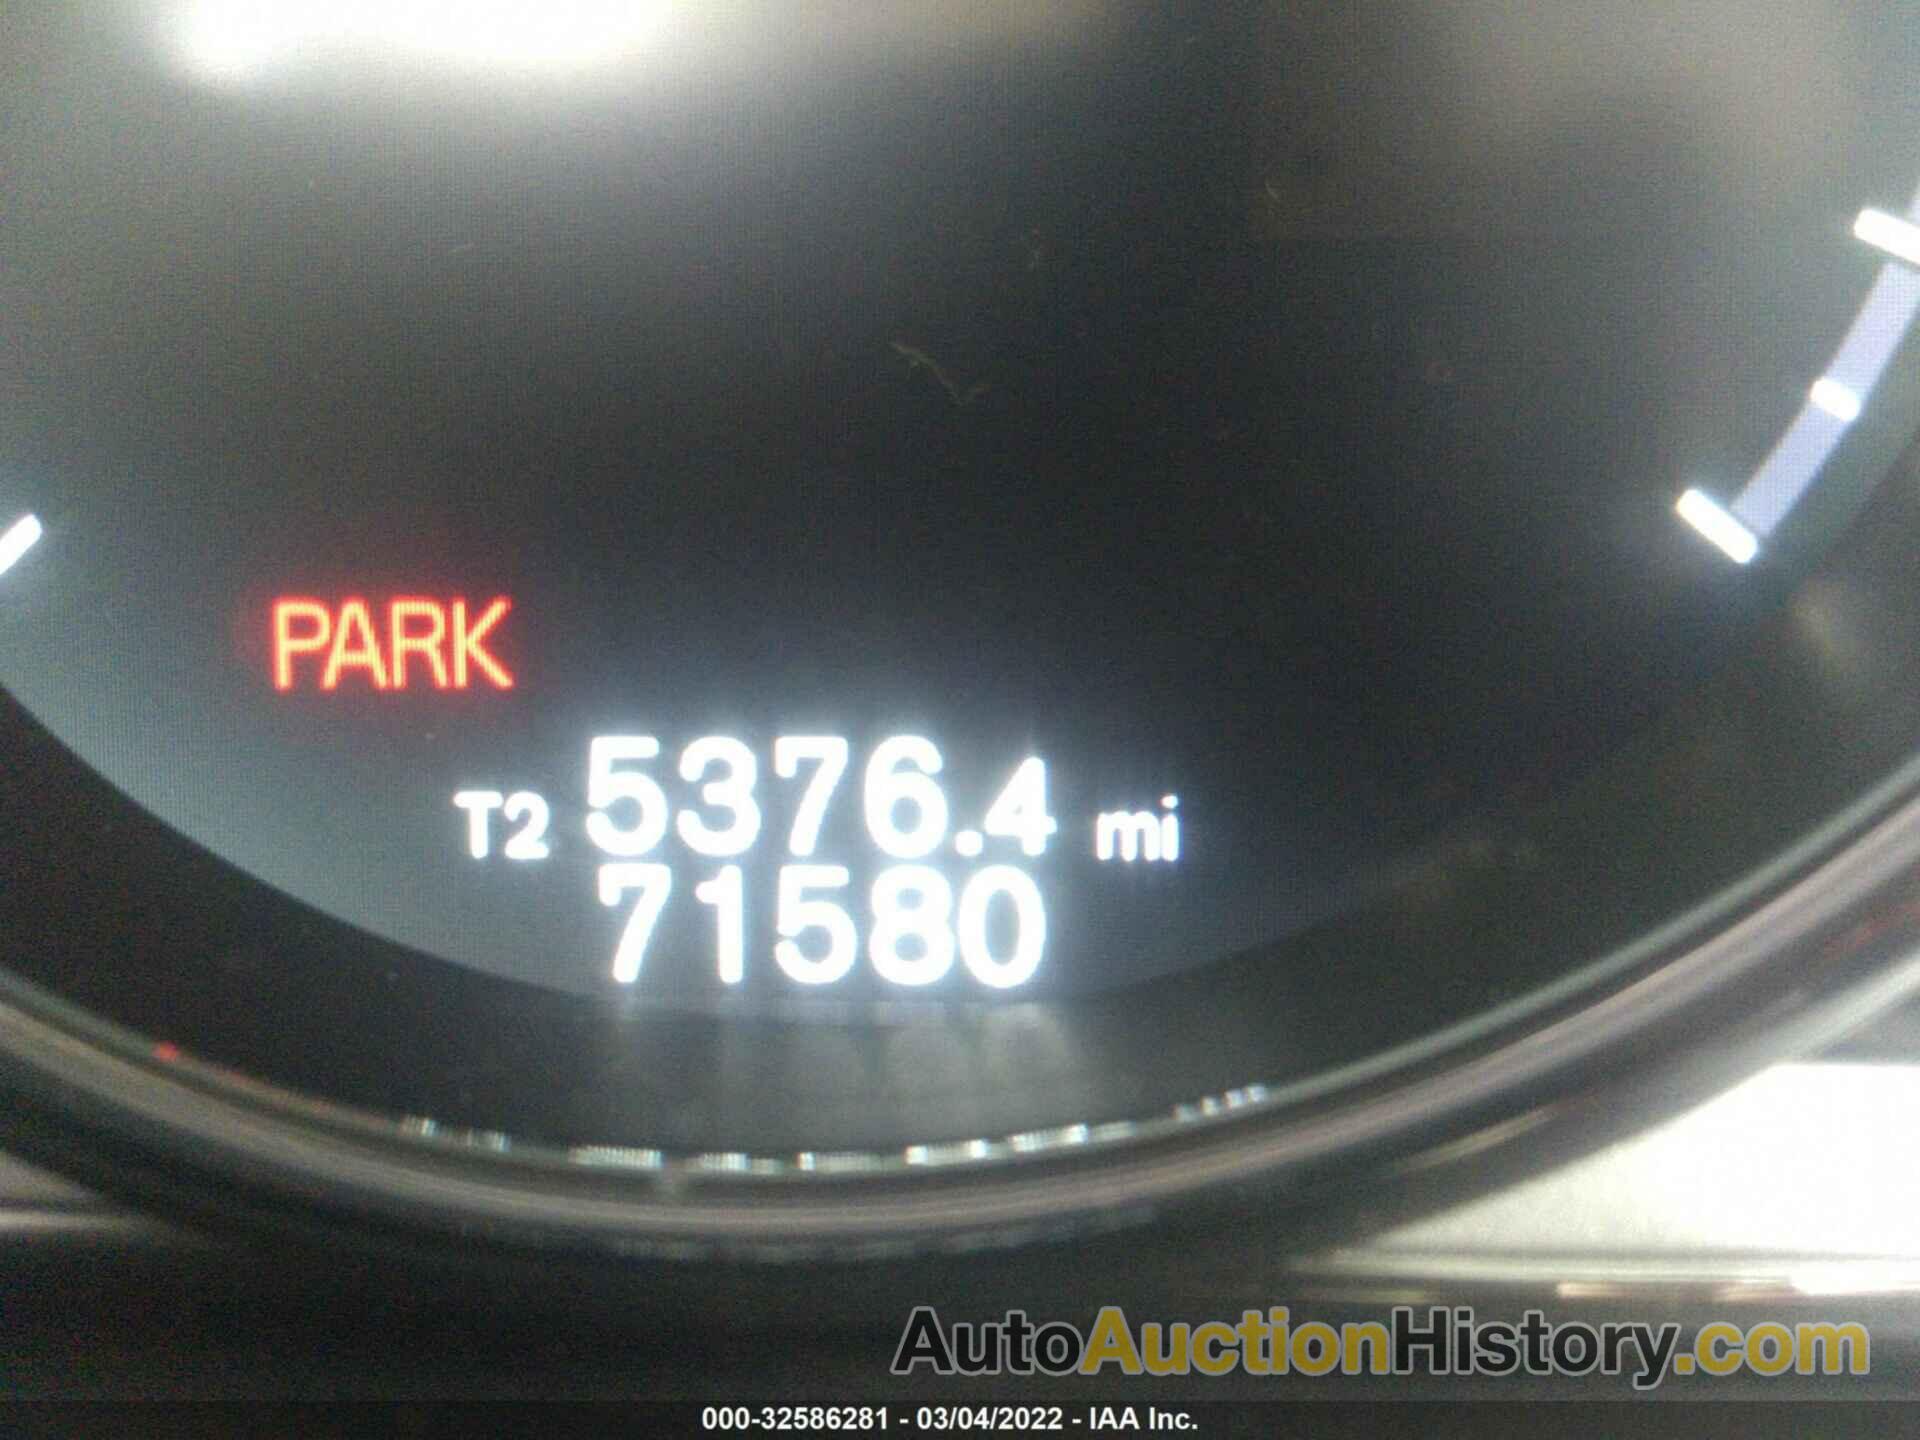 PARK
T2 5376.4 mi
71580
AutoAuctionHistory.com
000-32586281 - 03/04/2022 - IAA Inc.